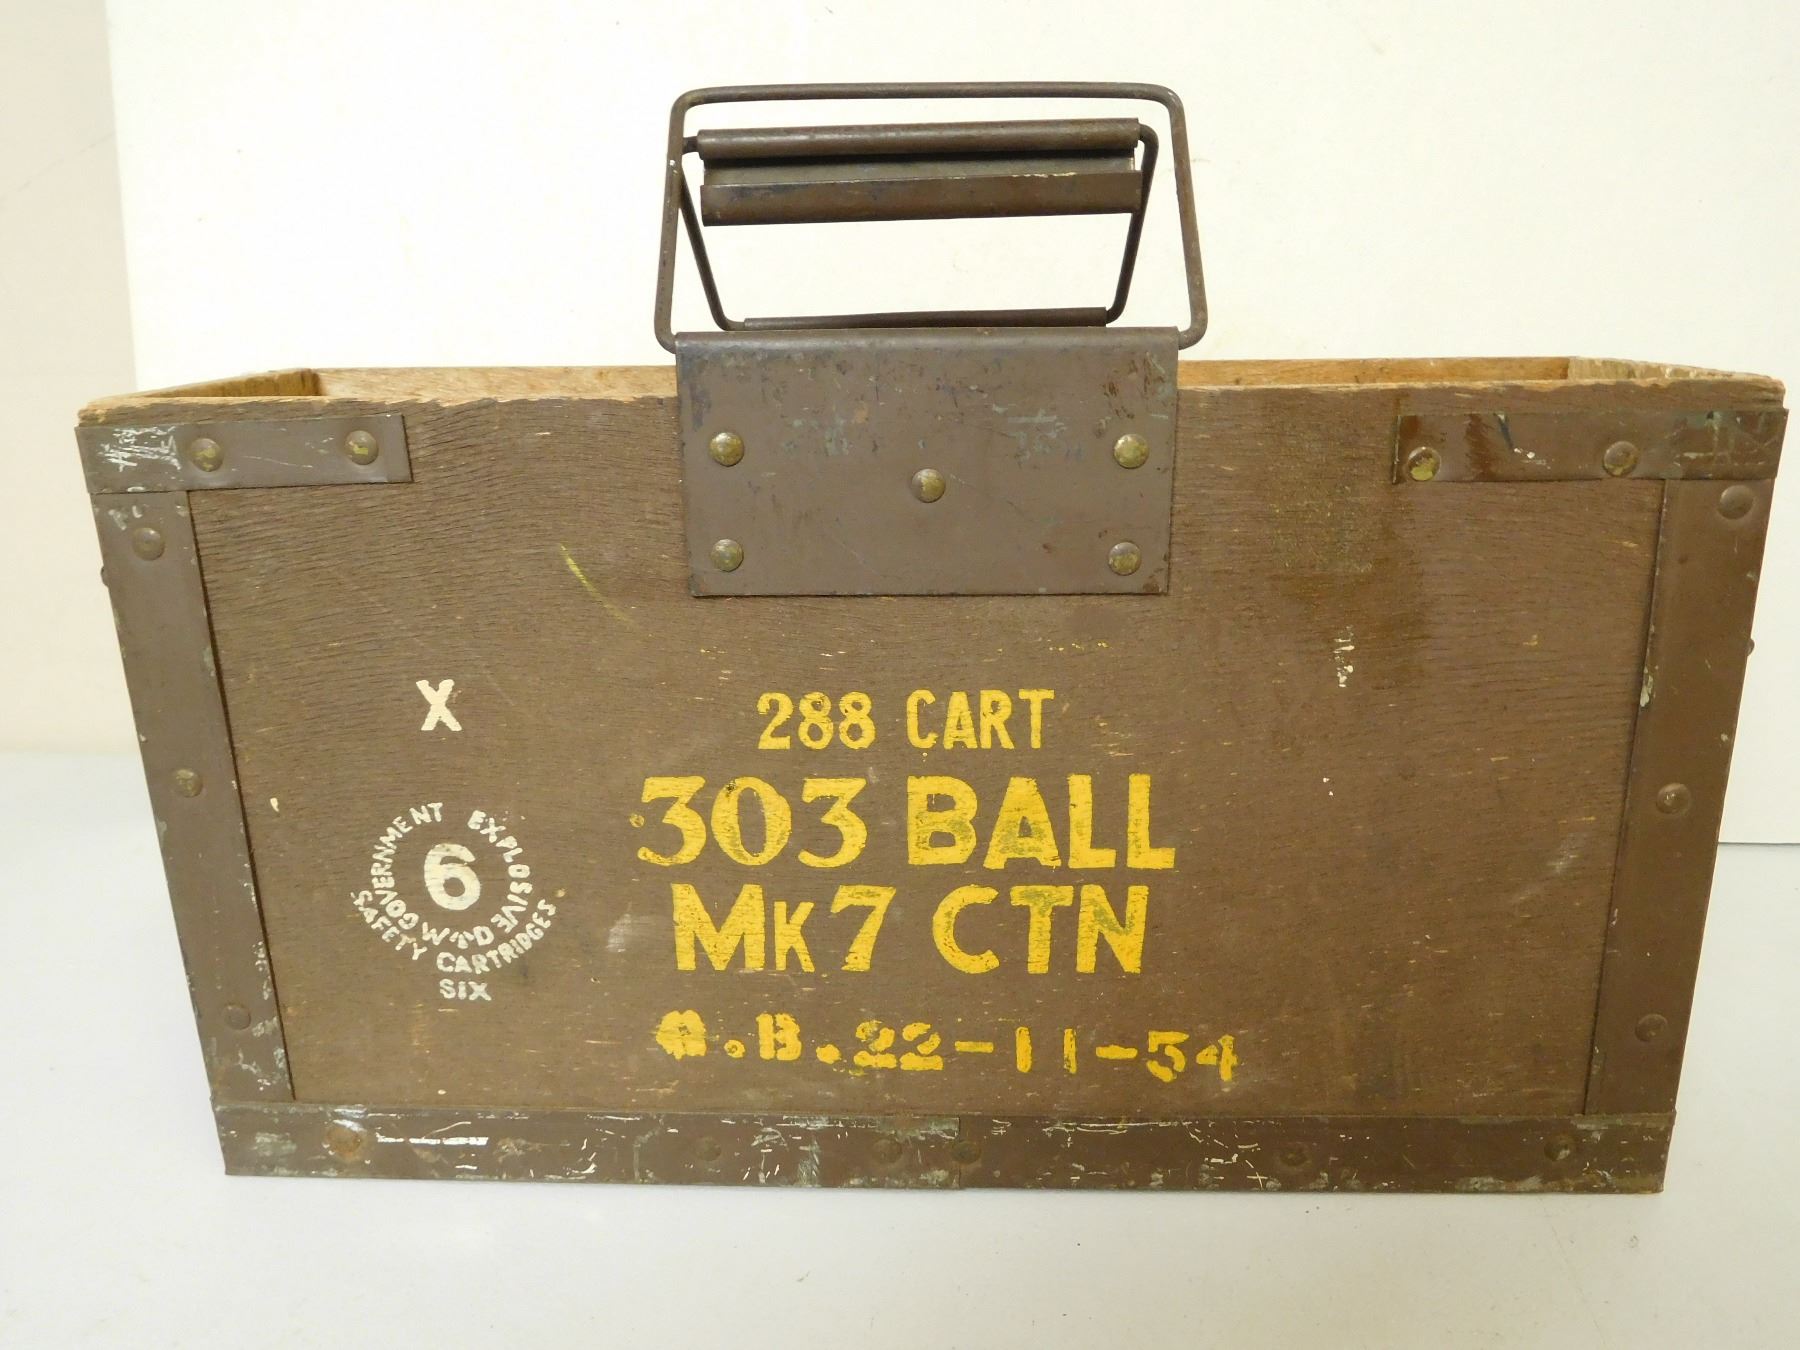 X
288 CART
.303 BALL
MK7 CTN
.B.22-11-54
GOVERNMENT EXPLOSIVE
6
W↑D
SAFETY CARTRIDGES
SIX